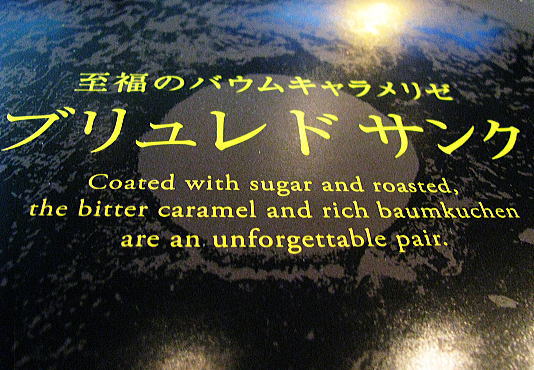 至福のバウムキャラメリゼ
ブリュレ ド サンク
Coated with sugar and roasted,
the bitter caramel and rich baumkuchen
are an unforgettable pair.